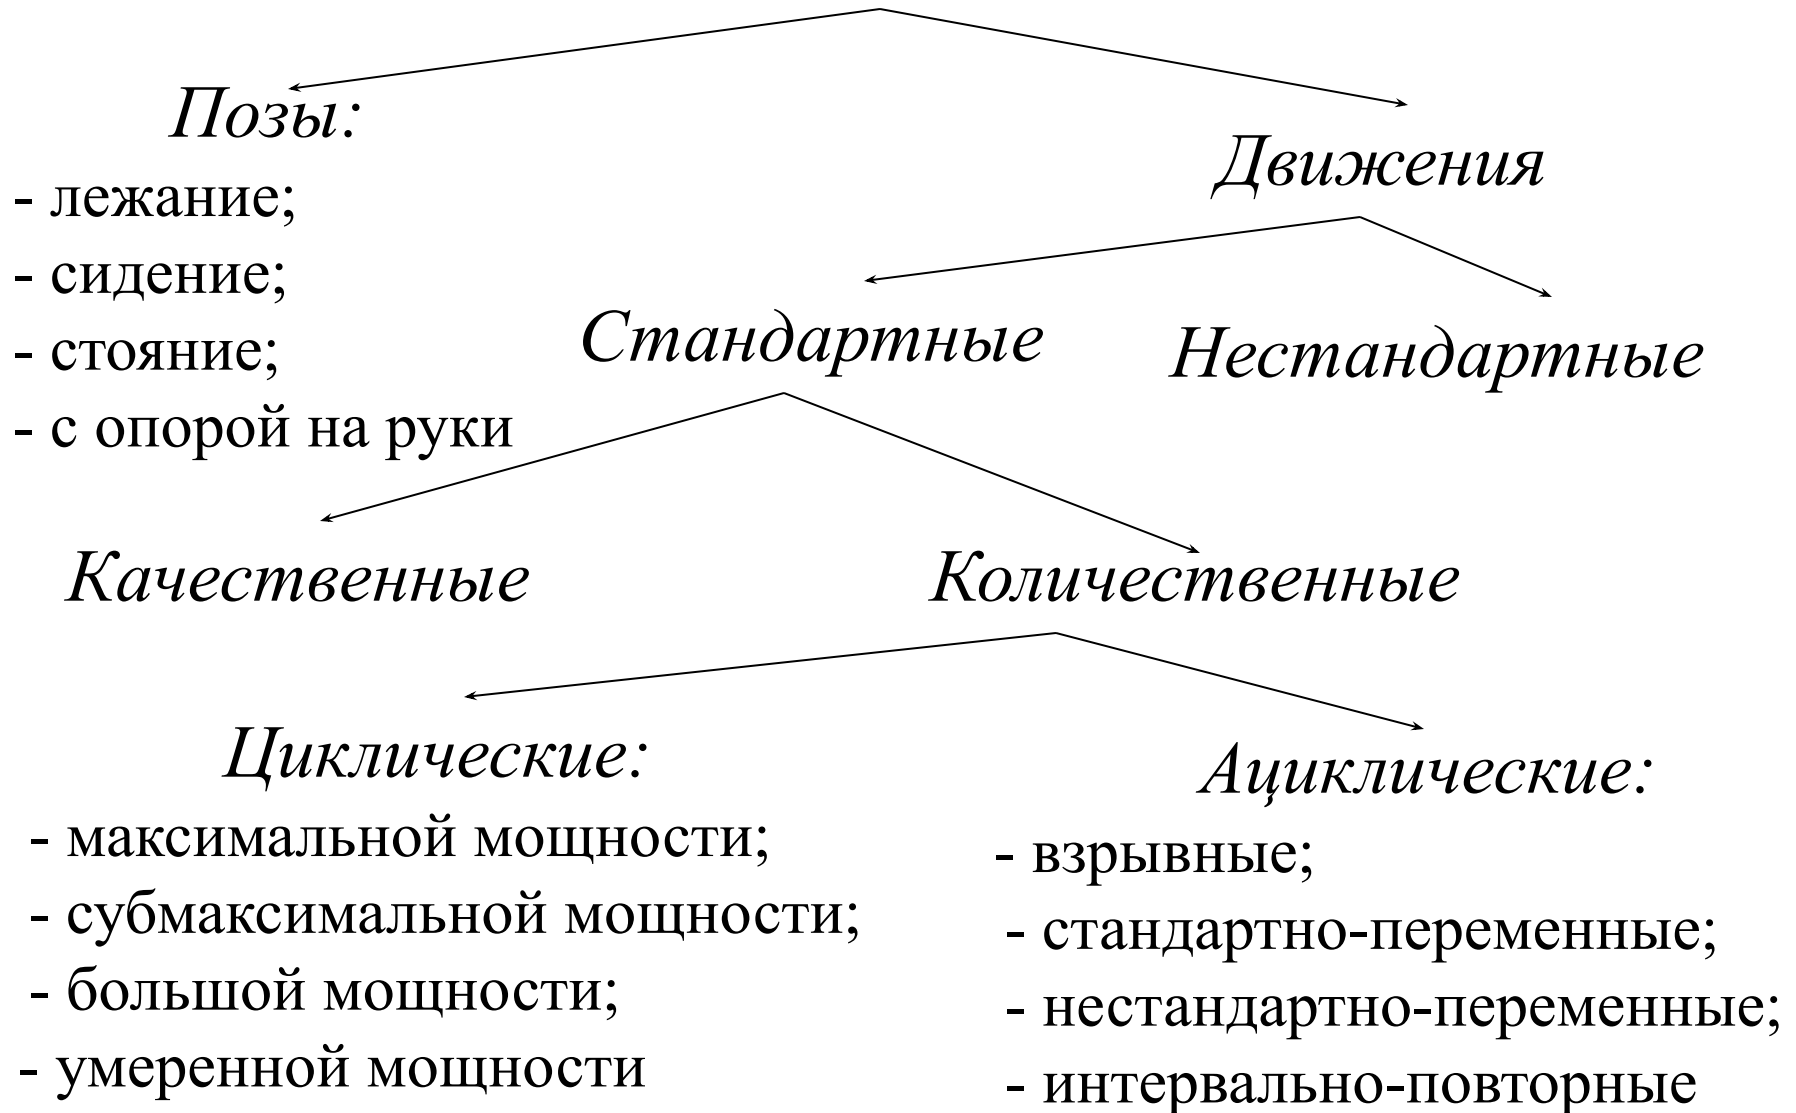 Позы:
- лежание;
- сидение;
- стояние;
- с опорой на руки
Движения
Стандартные
Нестандартные
Качественные
Количественные
Циклические:
- максимальной мощности;
- субмаксимальной мощности;
- большой мощности;
- умеренной мощности
Ациклические:
- взрывные;
- стандартно-переменные;
- нестандартно-переменные;
- интервально-повторные